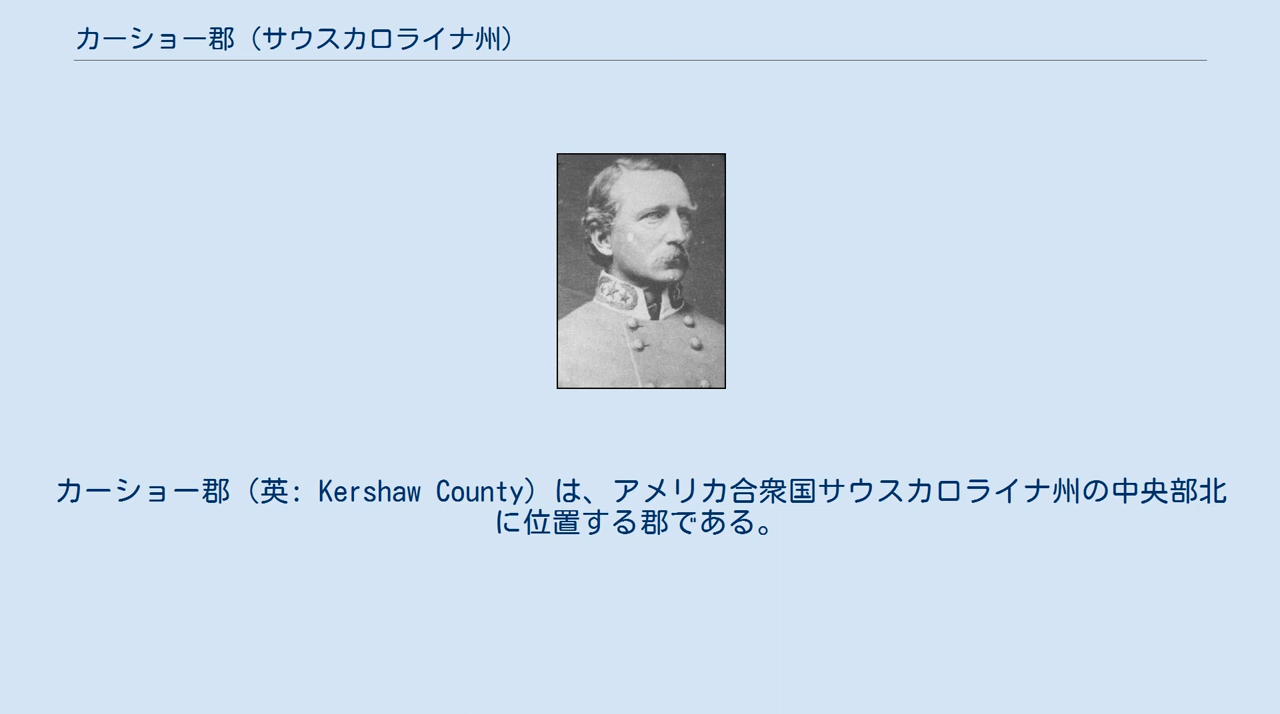 カーショー郡（サウスカロライナ州）
カーショー郡（英: Kershaw County）は、アメリカ合衆国サウスカロライナ州の中央部北
に位置する郡である。